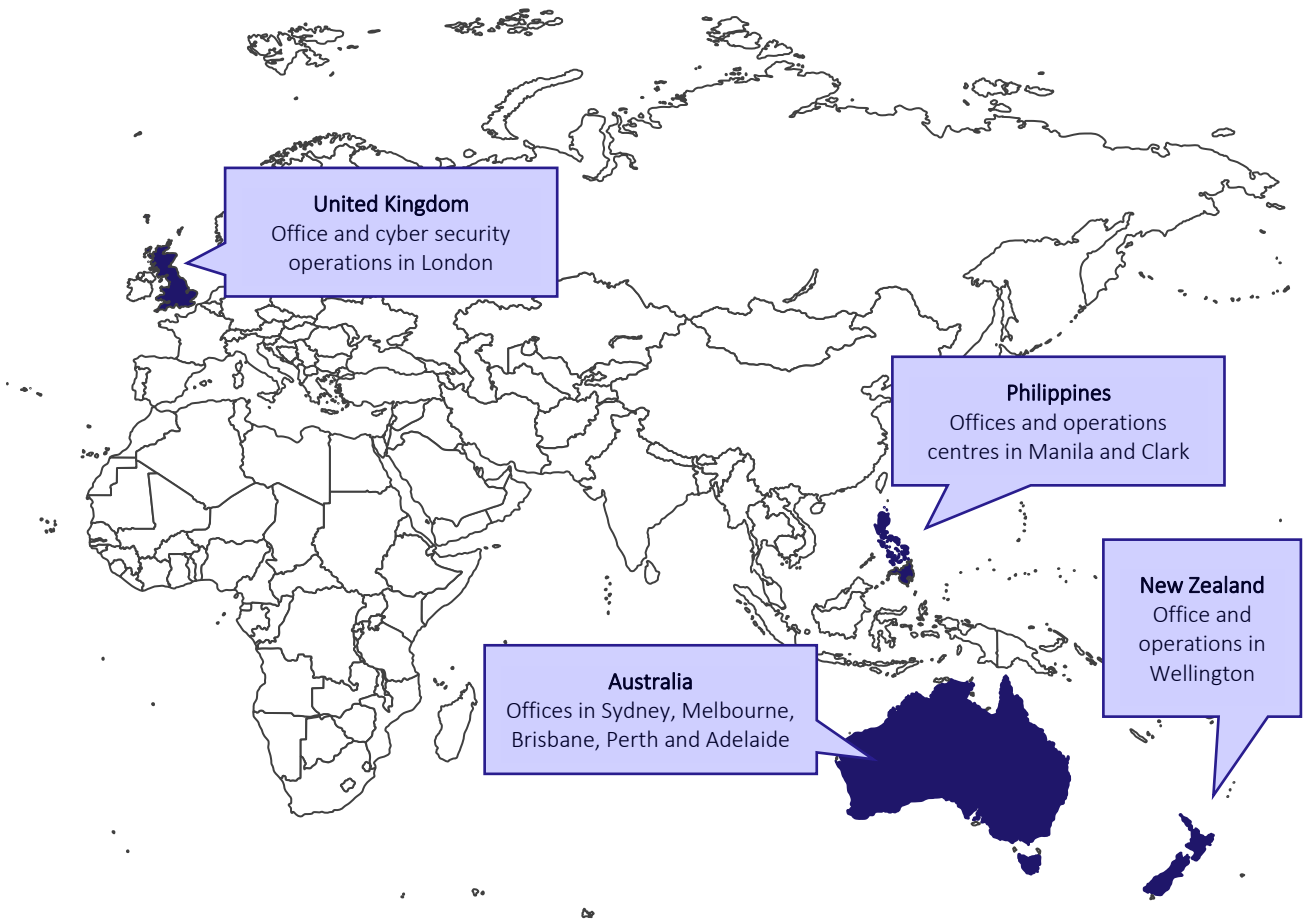 United Kingdom
Office and cyber security
operations in London
Philippines
Offices and operations
centres in Manila and Clark
New Zealand
Office and
operations in
Wellington
Australia
Offices in Sydney, Melbourne,
Brisbane, Perth and Adelaide